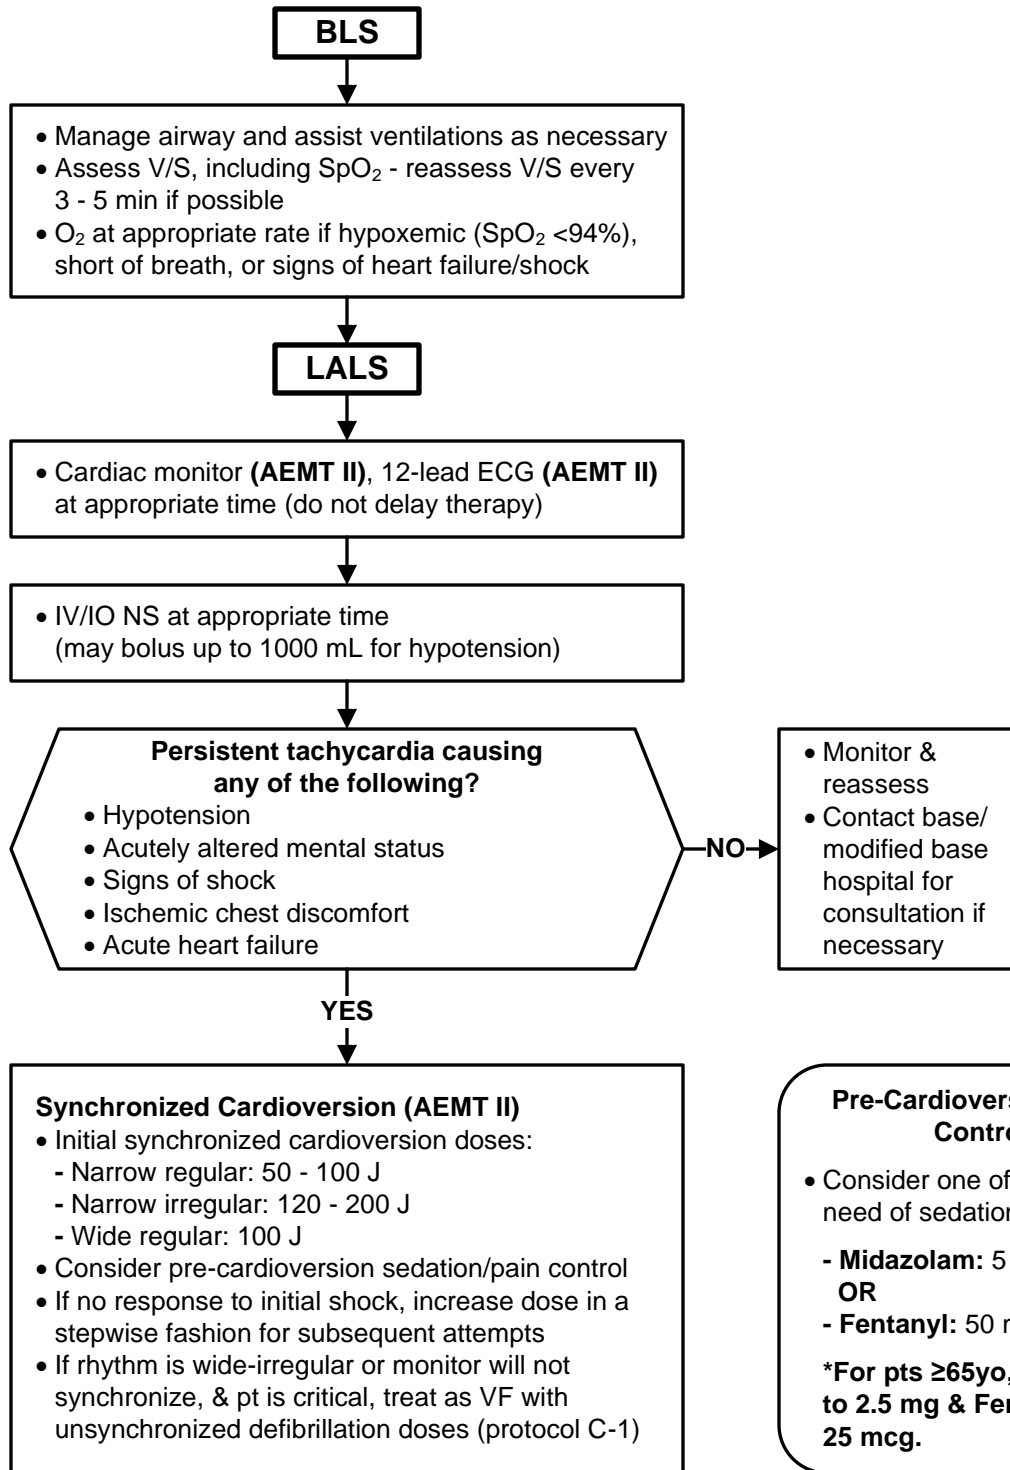 BLS
• Manage airway and assist ventilations as necessary
• Assess V/S, including SpO₂ - reassess V/S every
3 - 5 min if possible
• O₂ at appropriate rate if hypoxemic (SpO₂ <94%),
short of breath, or signs of heart failure/shock
LALS
• Cardiac monitor (AEMT II), 12-lead ECG (AEMT II)
at appropriate time (do not delay therapy)
• IV/IO NS at appropriate time
(may bolus up to 1000 mL for hypotension)
Persistent tachycardia causing
any of the following?
• Hypotension
• Acutely altered mental status
• Signs of shock
• Ischemic chest discomfort
• Acute heart failure
NO
• Monitor &
reassess
• Contact base/
modified base
hospital for
consultation if
necessary
YES
Synchronized Cardioversion (AEMT II)
• Initial synchronized cardioversion doses:
- Narrow regular: 50 - 100 J
- Narrow irregular: 120 - 200 J
- Wide regular: 100 J
• Consider pre-cardioversion sedation/pain control
• If no response to initial shock, increase dose in a
stepwise fashion for subsequent attempts
• If rhythm is wide-irregular or monitor will not
synchronize, & pt is critical, treat as VF with
unsynchronized defibrillation doses (protocol C-1)
Pre-Cardiovers
Contro
• Consider one of
need of sedation
- Midazolam: 5
OR
- Fentanyl: 50
*For pts ≥65yo,
to 2.5 mg & Fe
25 mcg.